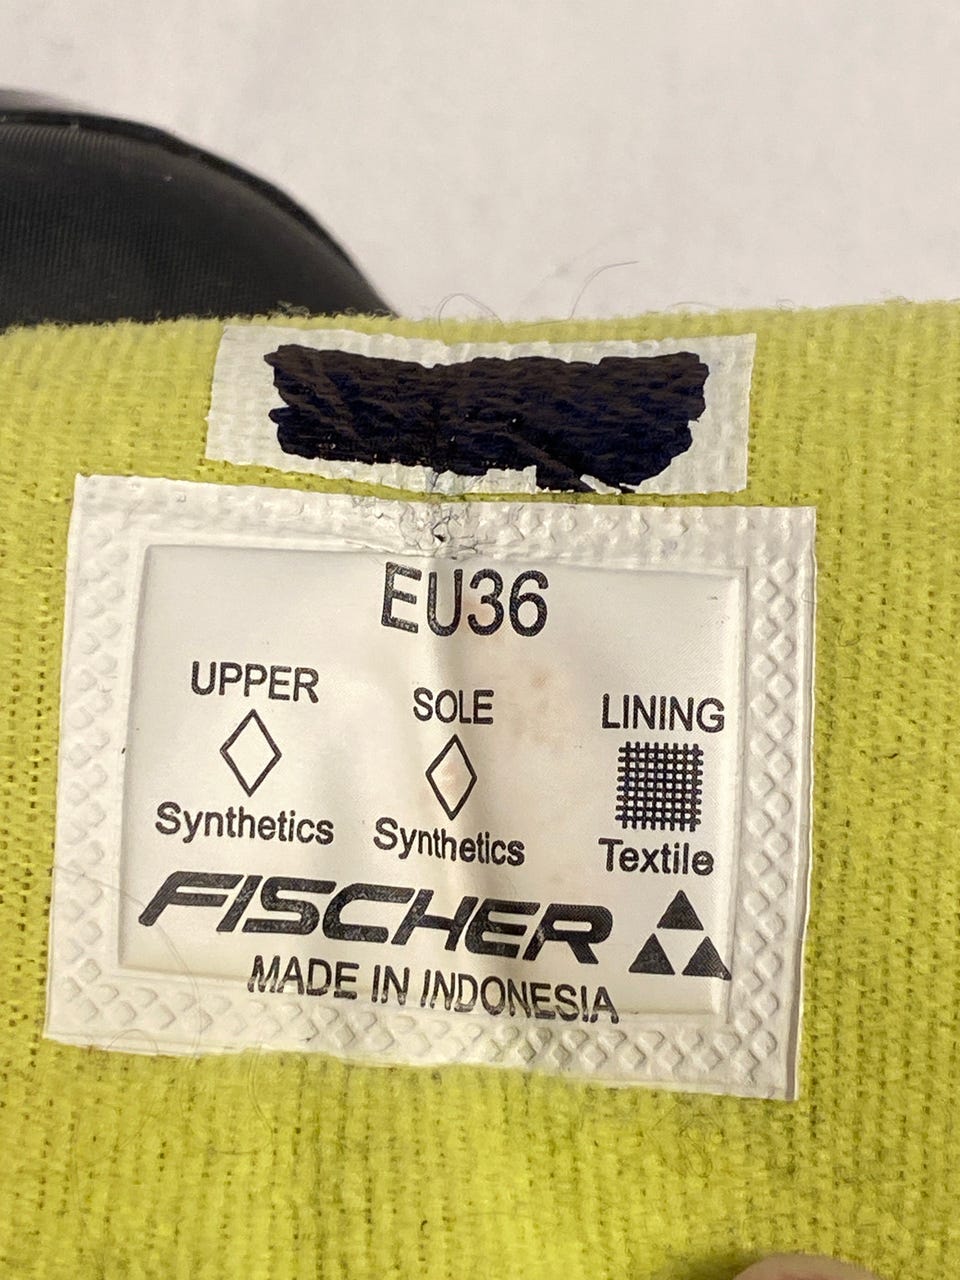 EU36
UPPER SOLE LINING
Synthetics Synthetics Textile
FISCHER
MADE IN INDONESIA